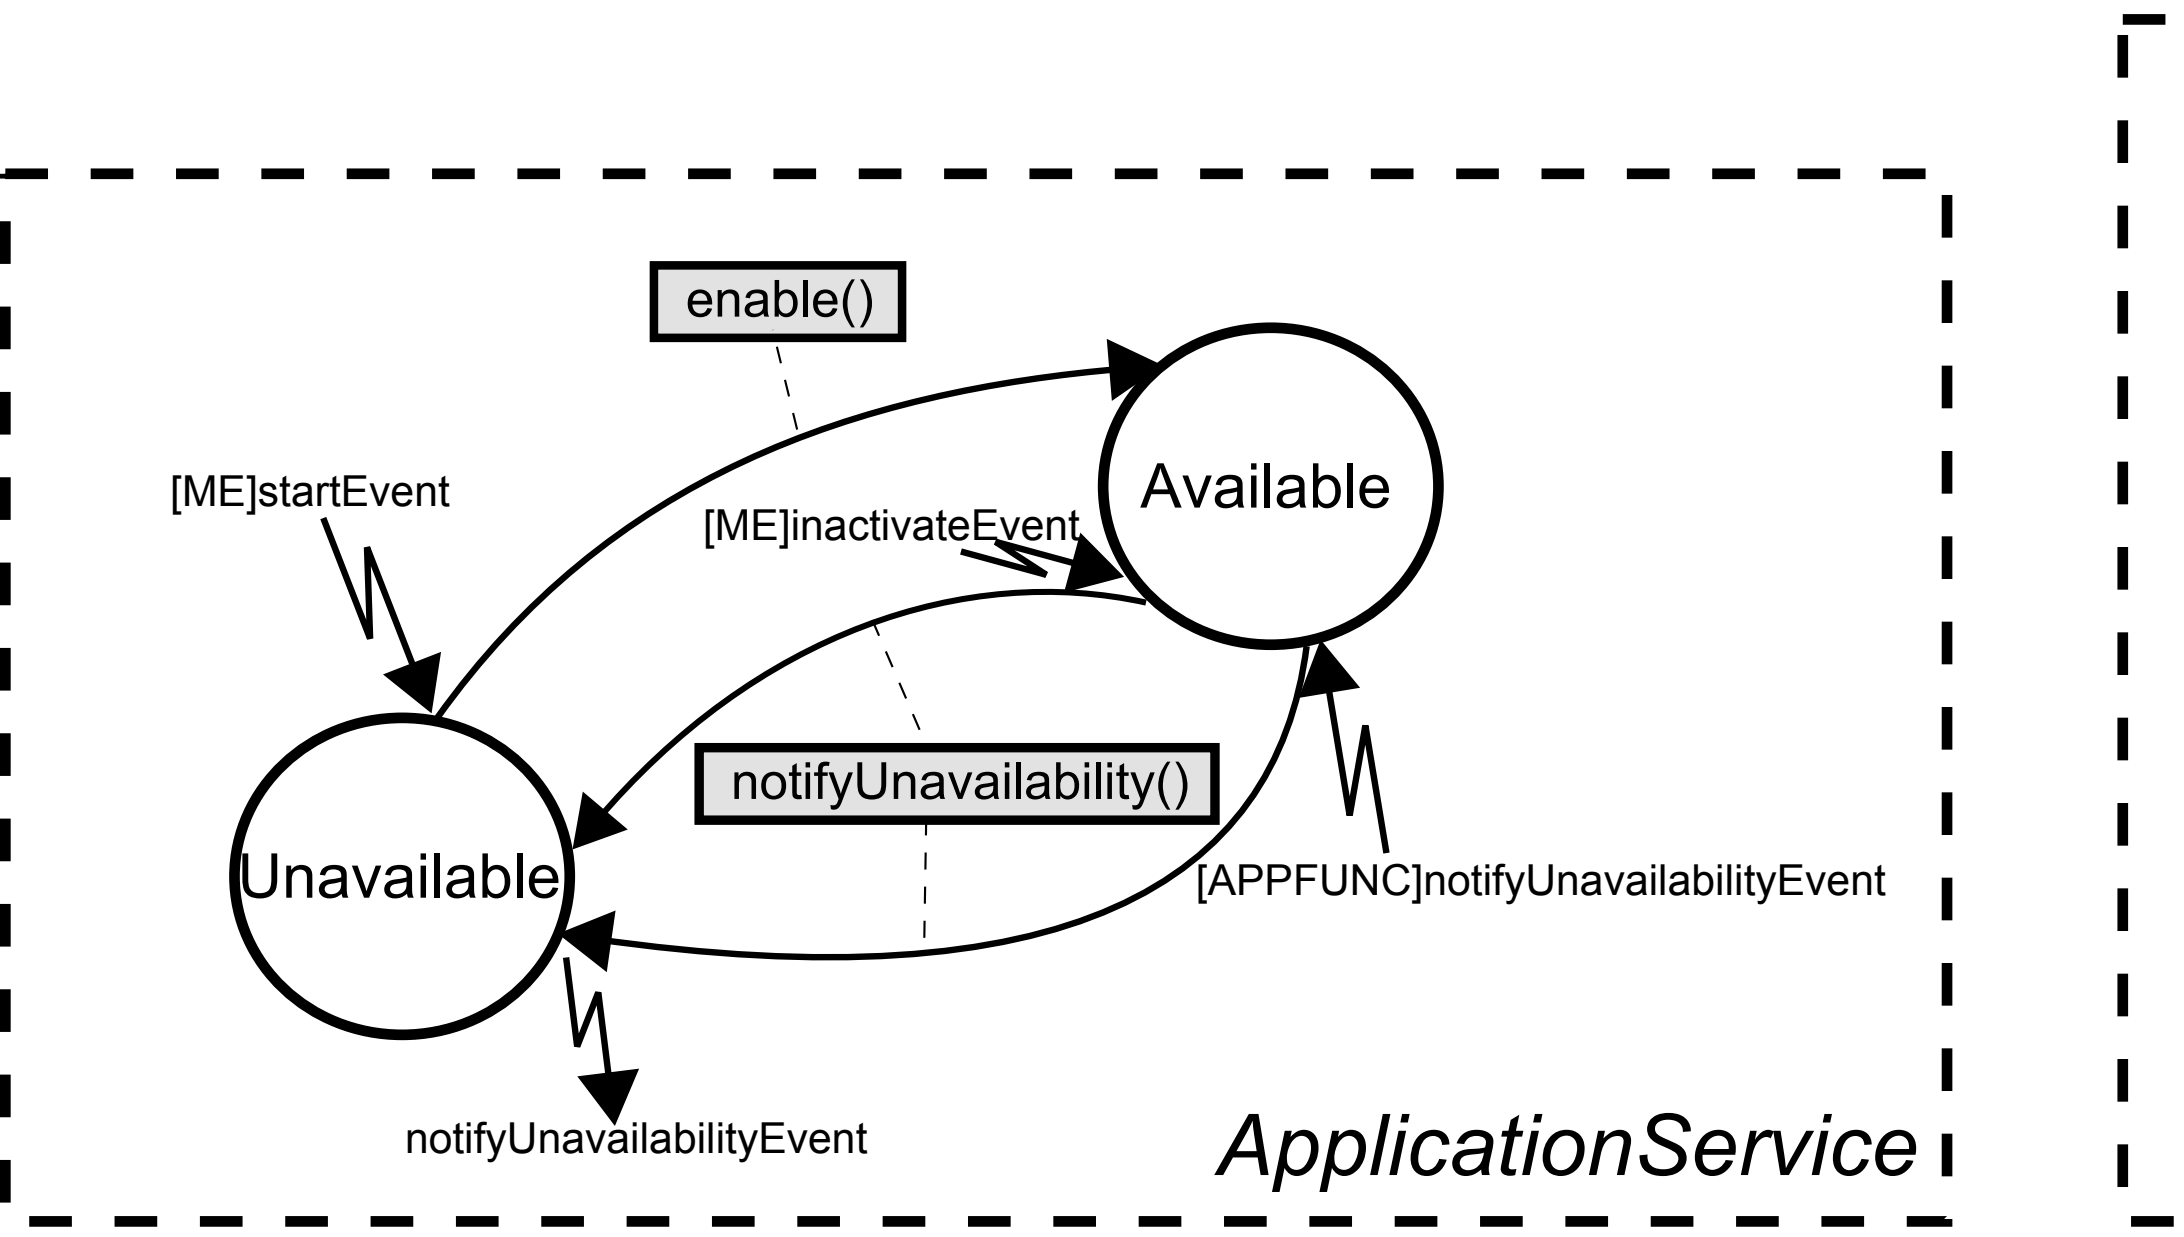 enable()
[ME]startEvent
Available
[ME]inactivateEvent
notifyUnavailability()
Unavailable
[APPFUNC]notifyUnavailabilityEvent
notifyUnavailabilityEvent
ApplicationService